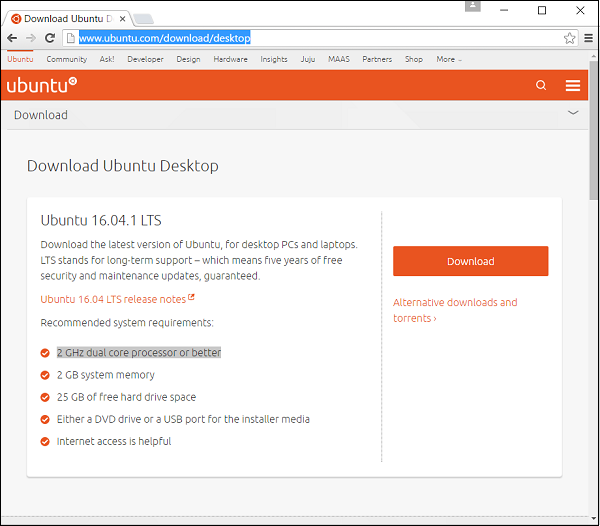 Download Ubuntu D
www.ubuntu.com/download/desktop
Ubuntu Community Ask! Developer Design Hardware Insights Juju MAAS Partners Shop More
ubuntu
Download
Download Ubuntu Desktop
Ubuntu 16.04.1 LTS
Download the latest version of Ubuntu, for desktop PCs and laptops.
LTS stands for long-term support – which means five years of free
security and maintenance updates, guaranteed.
Ubuntu 16.04 LTS release notes
Recommended system requirements:
2 GHz dual core processor or better
2 GB system memory
25 GB of free hard drive space
Either a DVD drive or a USB port for the installer media
Internet access is helpful
Download
Alternative downloads and
torrents ›